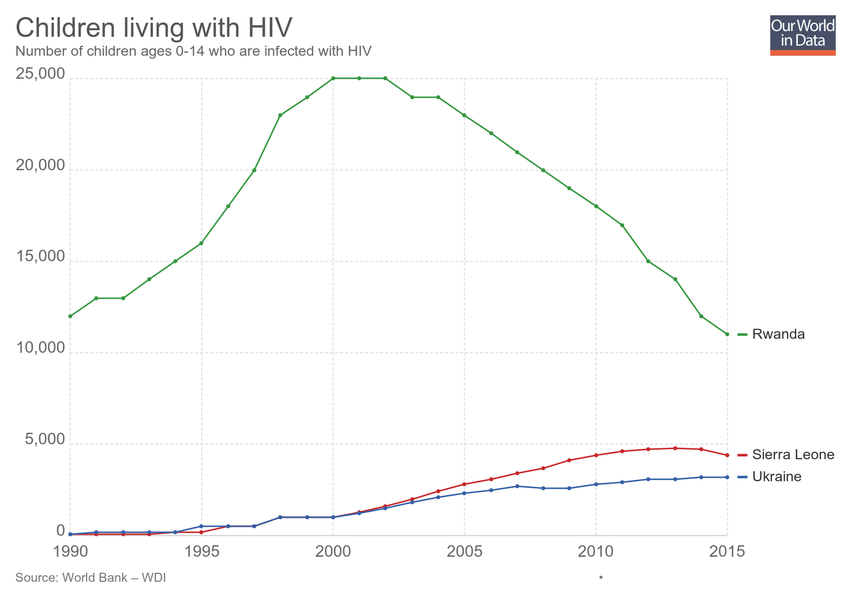 Children living with HIV
Number of children ages 0-14 who are infected with HIV
Our World
in Data
25,000
20,000
15,000
10,000
5,000
0
Rwanda
Sierra Leone
Ukraine
1990 1995 2000 2005 2010 2015
Source: World Bank – WDI